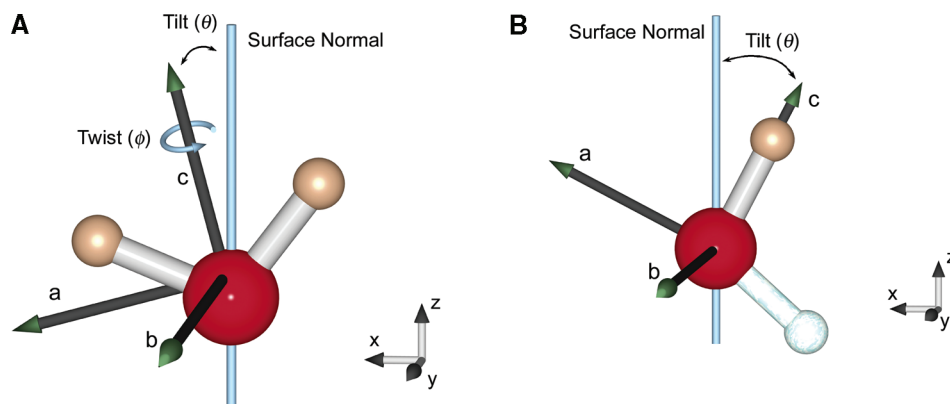 A
Tilt (θ)
Surface Normal
Twist (ϕ)
c
a
b
z
x
y
B
Surface Normal
Tilt (θ)
c
a
b
z
x
y